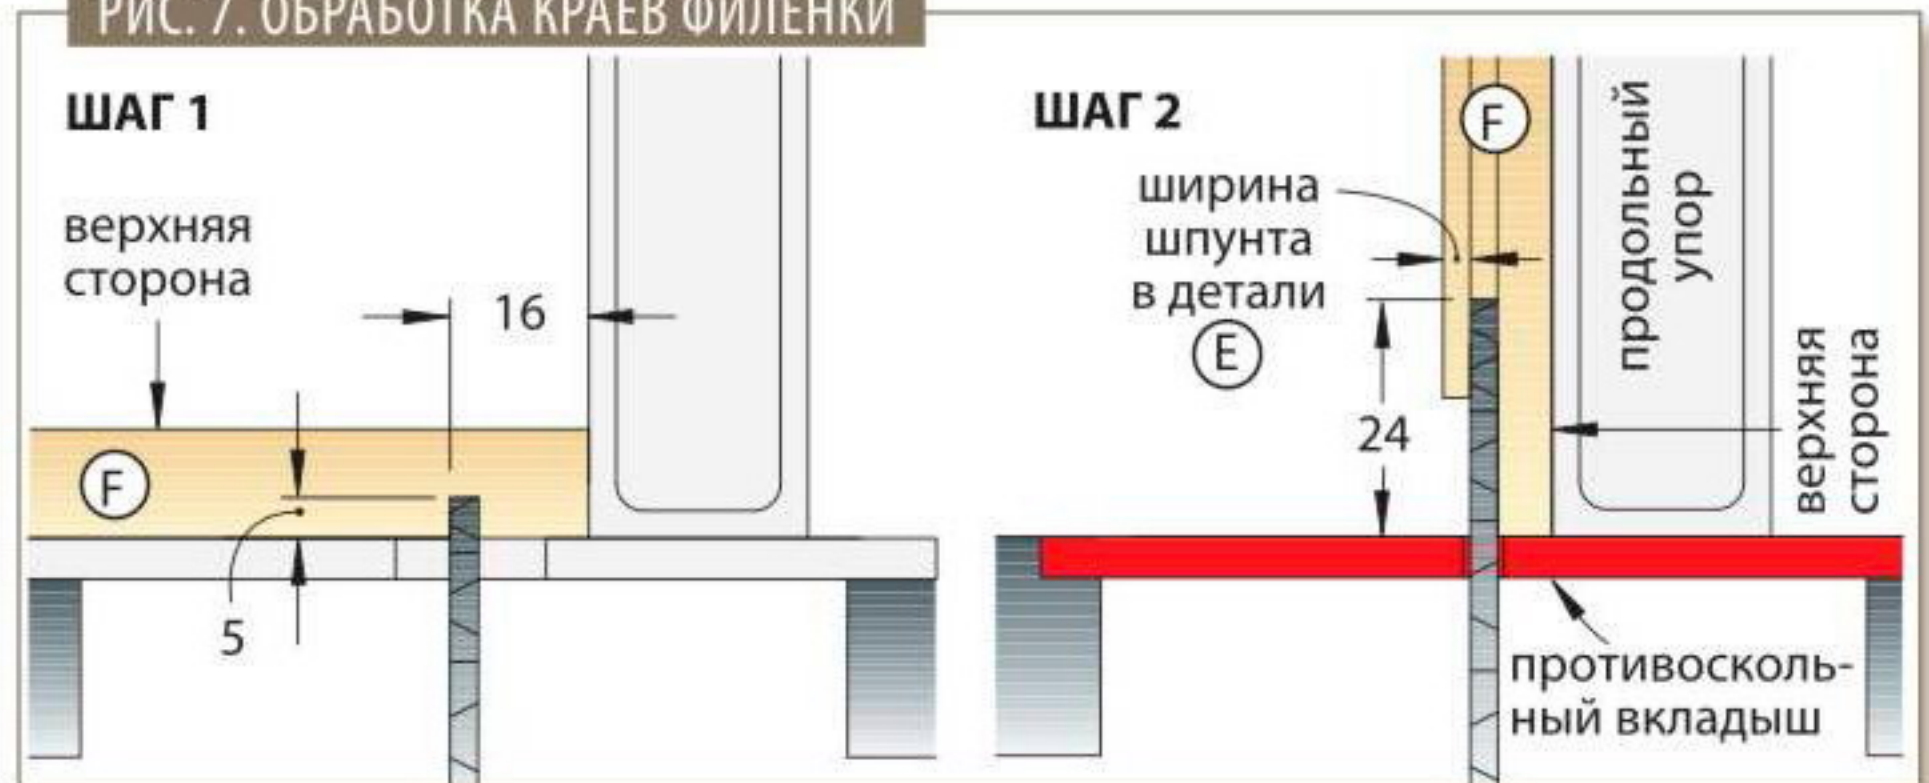 РИС. 7. ОБРАБОТКА КРАЕВ ФИЛЕНКИ
ШАГ 1
верхняя
сторона
16
F
5
ШАГ 2
F
ширина
шпунта
в детали
E
24
продольный
упор
верхняя
сторона
противосколь-
ный вкладыш